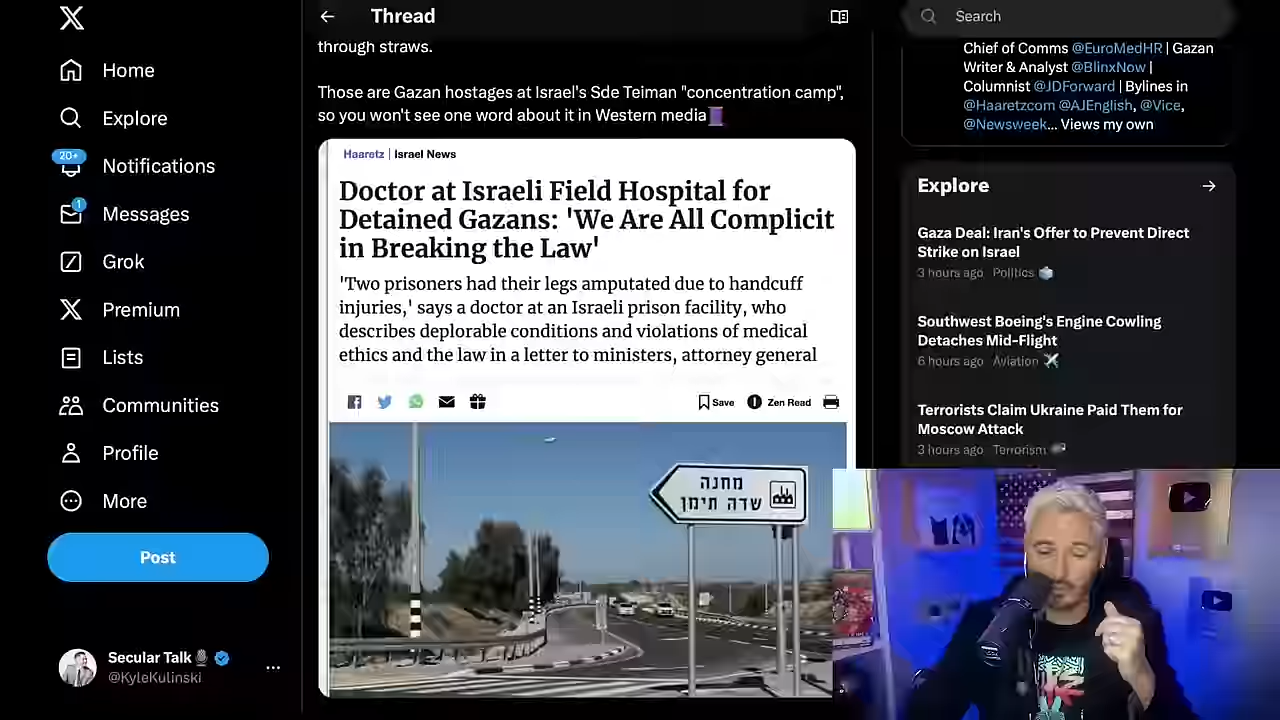 Home
Explore
20+
Notifications
1
Messages
Grok
Premium
Lists
Communities
Profile
More
Post
Secular Talk
@KyleKulinski
Thread
through straws.
Those are Gazan hostages at Israel's Sde Teiman "concentration camp",
so you won't see one word about it in Western media
Haaretz | Israel News
Doctor at Israeli Field Hospital for
Detained Gazans: 'We Are All Complicit
in Breaking the Law'
'Two prisoners had their legs amputated due to handcuff
injuries,' says a doctor at an Israeli prison facility, who
describes deplorable conditions and violations of medical
ethics and the law in a letter to ministers, attorney general
Save
Zen Read
מחנה
שדה תימן
Search
Chief of Comms @EuroMedHR | Gazan
Writer & Analyst @BlinxNow |
Columnist @JDForward | Bylines in
@Haaretzcom @AJEnglish, @Vice,
@Newsweek... Views my own
Explore
Gaza Deal: Iran's Offer to Prevent Direct
Strike on Israel
3 hours ago Politics
Southwest Boeing's Engine Cowling
Detaches Mid-Flight
6 hours ago Aviation
Terrorists Claim Ukraine Paid Them for
Moscow Attack
3 hours ago Terrorism